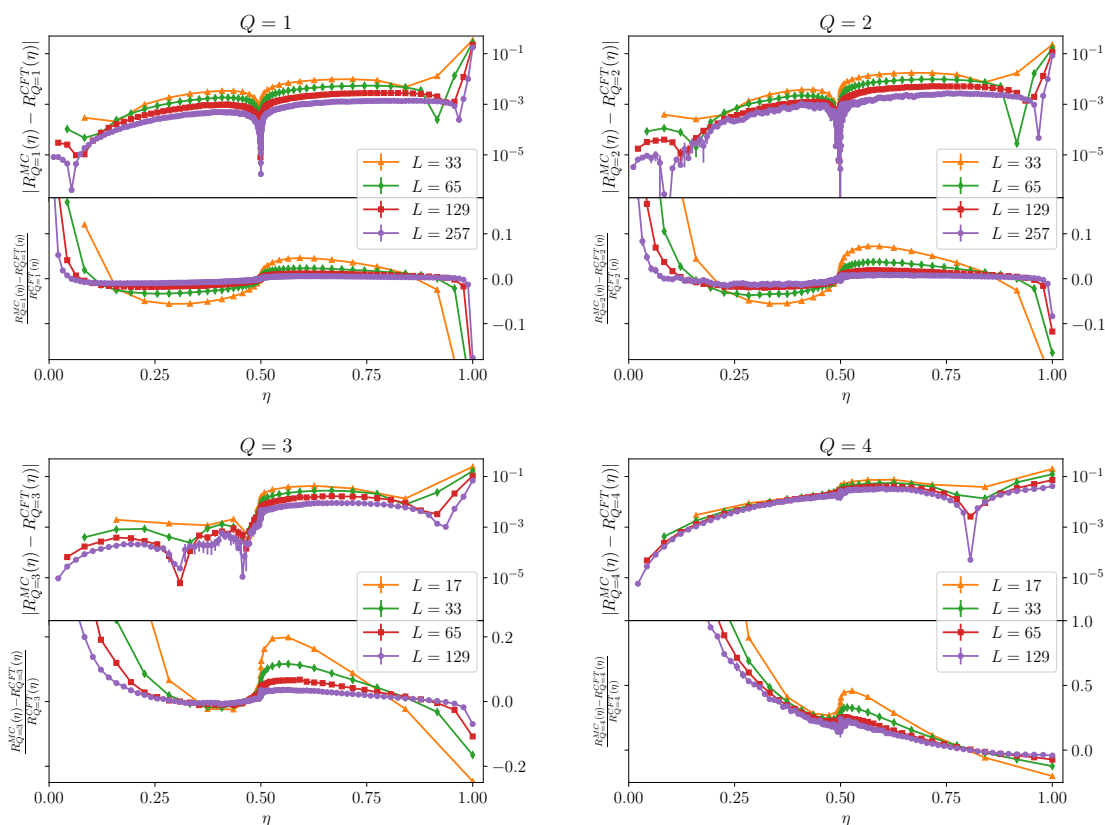 Q = 1
|R^{MC}_{Q=1}(η) − R^{CFT}_{Q=1}(η)|
10^{−1}
10^{−3}
10^{−5}
L = 33
L = 65
L = 129
L = 257
\frac{R^{MC}_{Q=1}(η)−R^{CFT}_{Q=1}(η)}{R^{CFT}_{Q=1}(η)}
0.1
0.0
−0.1
0.00 0.25 0.50 0.75 1.00
η
Q = 2
|R^{MC}_{Q=2}(η) − R^{CFT}_{Q=2}(η)|
10^{−1}
10^{−3}
10^{−5}
L = 33
L = 65
L = 129
L = 257
\frac{R^{MC}_{Q=2}(η)−R^{CFT}_{Q=2}(η)}{R^{CFT}_{Q=2}(η)}
0.1
0.0
−0.1
0.00 0.25 0.50 0.75 1.00
η
Q = 3
|R^{MC}_{Q=3}(η) − R^{CFT}_{Q=3}(η)|
10^{−1}
10^{−3}
10^{−5}
L = 17
L = 33
L = 65
L = 129
\frac{R^{MC}_{Q=3}(η)−R^{CFT}_{Q=3}(η)}{R^{CFT}_{Q=3}(η)}
0.2
0.0
−0.2
0.00 0.25 0.50 0.75 1.00
η
Q = 4
|R^{MC}_{Q=4}(η) − R^{CFT}_{Q=4}(η)|
10^{−1}
10^{−3}
10^{−5}
L = 17
L = 33
L = 65
L = 129
\frac{R^{MC}_{Q=4}(η)−R^{CFT}_{Q=4}(η)}{R^{CFT}_{Q=4}(η)}
1.0
0.5
0.0
0.00 0.25 0.50 0.75 1.00
η